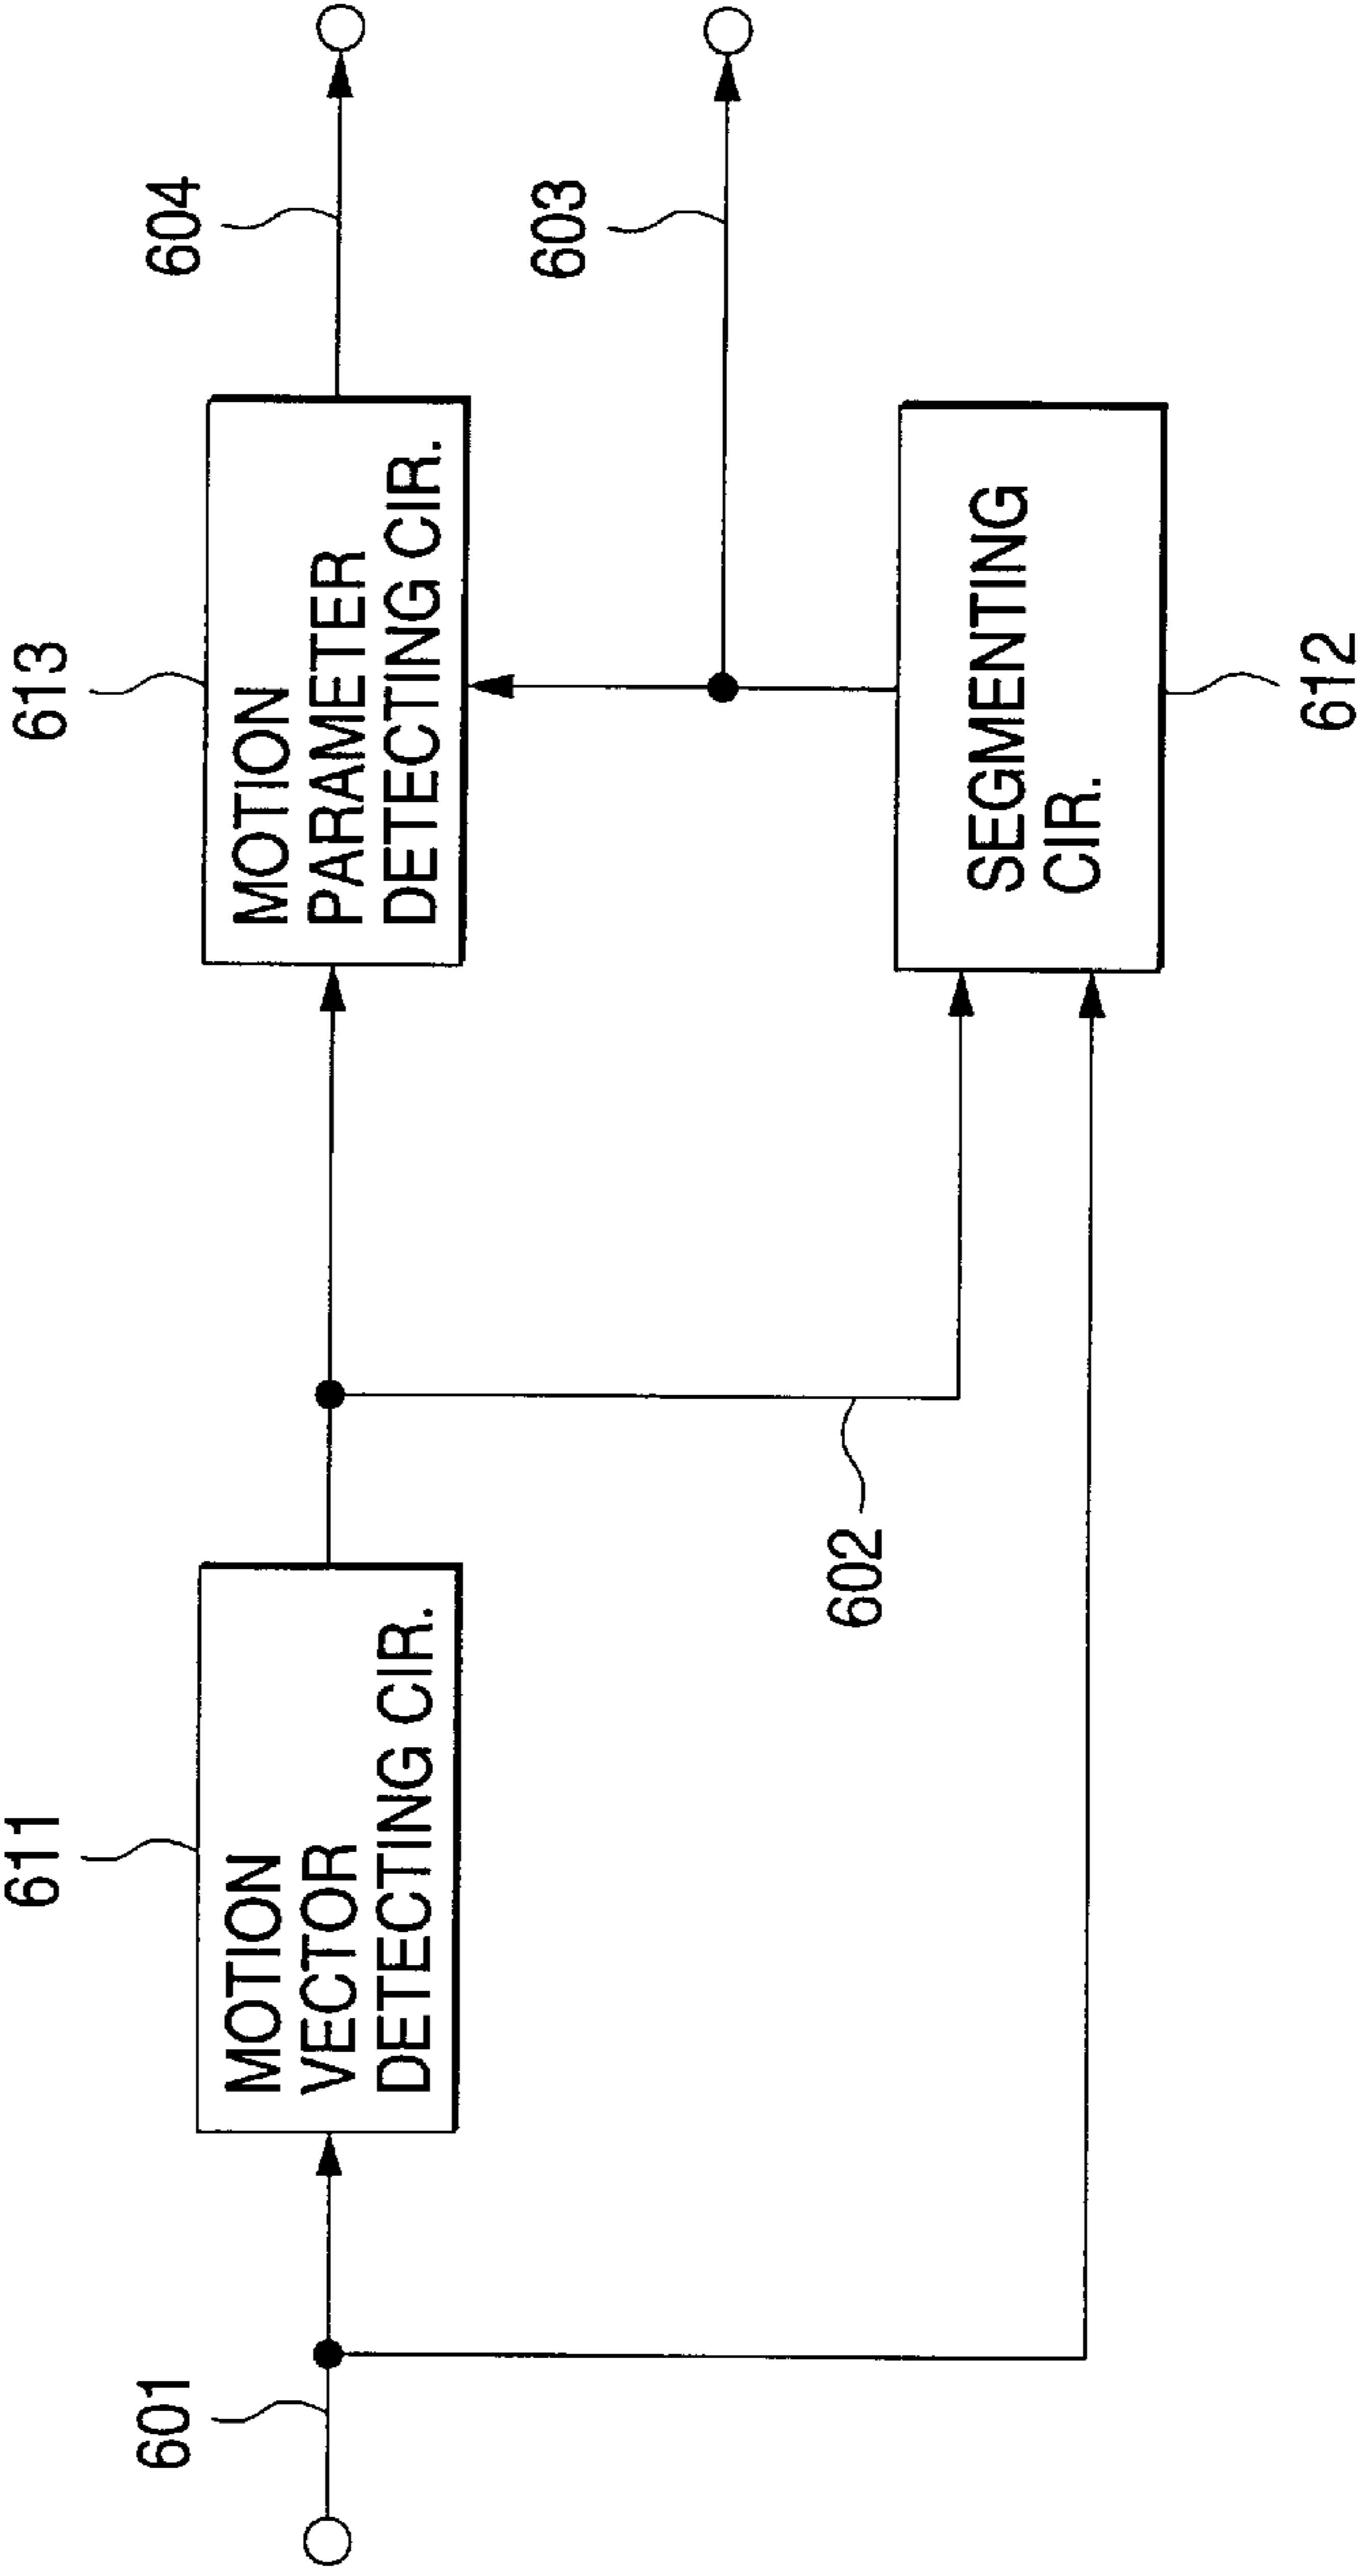 611
613
601
604
MOTION
VECTOR
DETECTING CIR.
MOTION
PARAMETER
DETECTING CIR.
603
602
SEGMENTING
CIR.
612